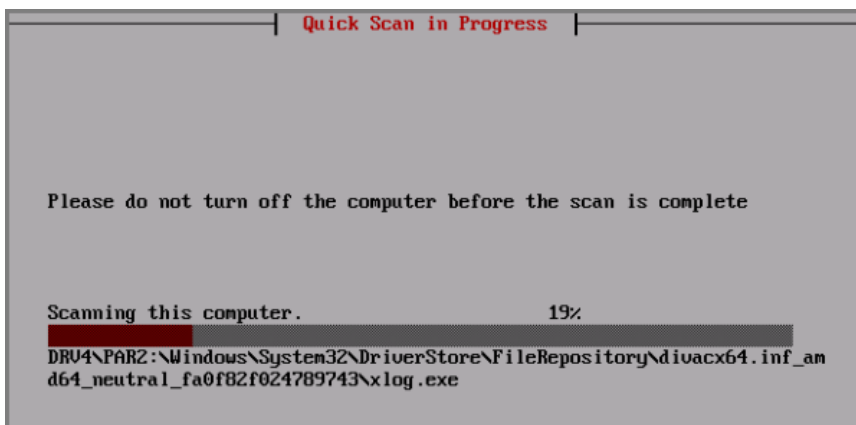 Quick Scan in Progress
Please do not turn off the computer before the scan is complete
Scanning this computer. 19%
DRV4\PAR2:\Windows\System32\DriverStore\FileRepository\divacx64.inf_am
d64_neutral_fa0f82f024789743\xlog.exe